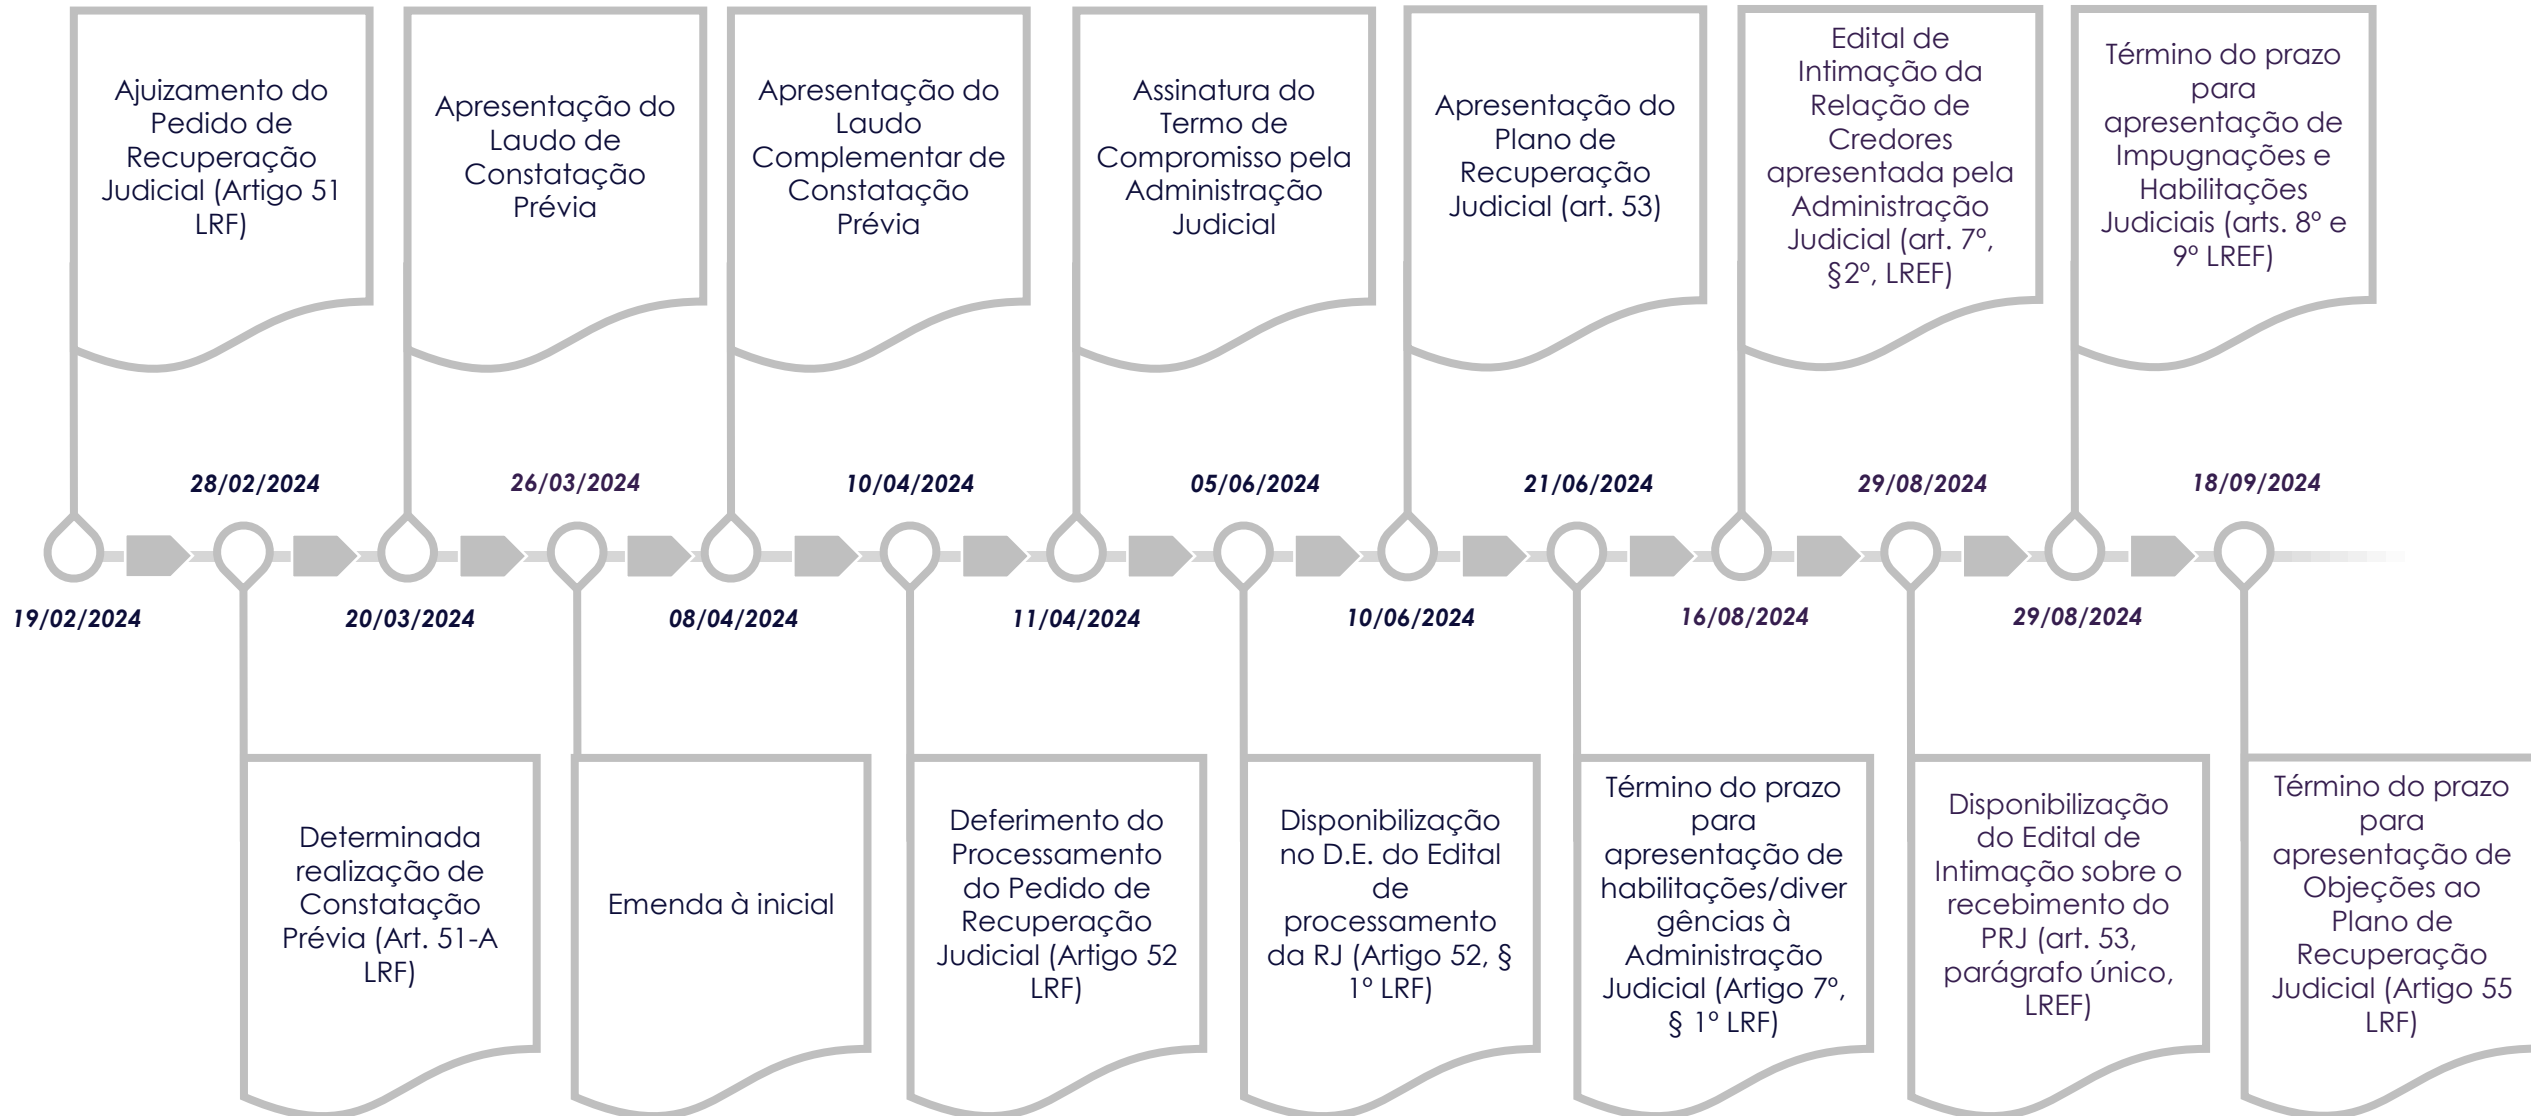 Ajuizamento do
Pedido de
Recuperação
Judicial (Artigo 51
LRF)
Apresentação do
Laudo de
Constatação
Prévia
Apresentação do
Laudo
Complementar de
Constatação
Prévia
Assinatura do
Termo de
Compromisso pela
Administração
Judicial
Apresentação do
Plano de
Recuperação
Judicial (art. 53)
Edital de
Intimação da
Relação de
Credores
apresentada pela
Administração
Judicial (art. 7º,
§2º, LREF)
Término do prazo
para
apresentação de
Impugnações e
Habilitações
Judiciais (arts. 8º e
9º LREF)
28/02/2024
26/03/2024
10/04/2024
05/06/2024
21/06/2024
29/08/2024
18/09/2024
19/02/2024
20/03/2024
08/04/2024
11/04/2024
10/06/2024
16/08/2024
29/08/2024
Determinada
realização de
Constatação
Prévia (Art. 51-A
LRF)
Emenda à inicial
Deferimento do
Processamento
do Pedido de
Recuperação
Judicial (Artigo 52
LRF)
Disponibilização
no D.E. do Edital
de
processamento
da RJ (Artigo 52, §
1º LRF)
Término do prazo
para
apresentação de
habilitações/diver
gências à
Administração
Judicial (Artigo 7º,
§ 1º LRF)
Disponibilização
do Edital de
Intimação sobre o
recebimento do
PRJ (art. 53,
parágrafo único,
LREF)
Término do prazo
para
apresentação de
Objeções ao
Plano de
Recuperação
Judicial (Artigo 55
LRF)